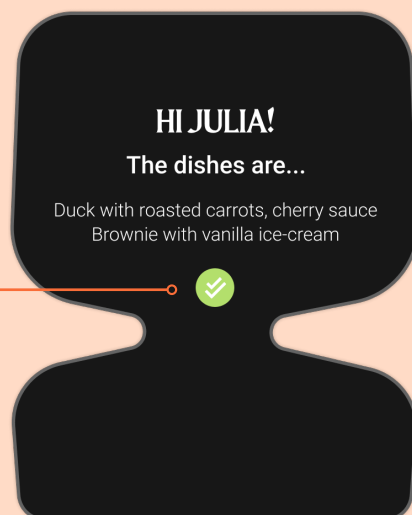 HI JULIA!
The dishes are...
Duck with roasted carrots, cherry sauce
Brownie with vanilla ice-cream